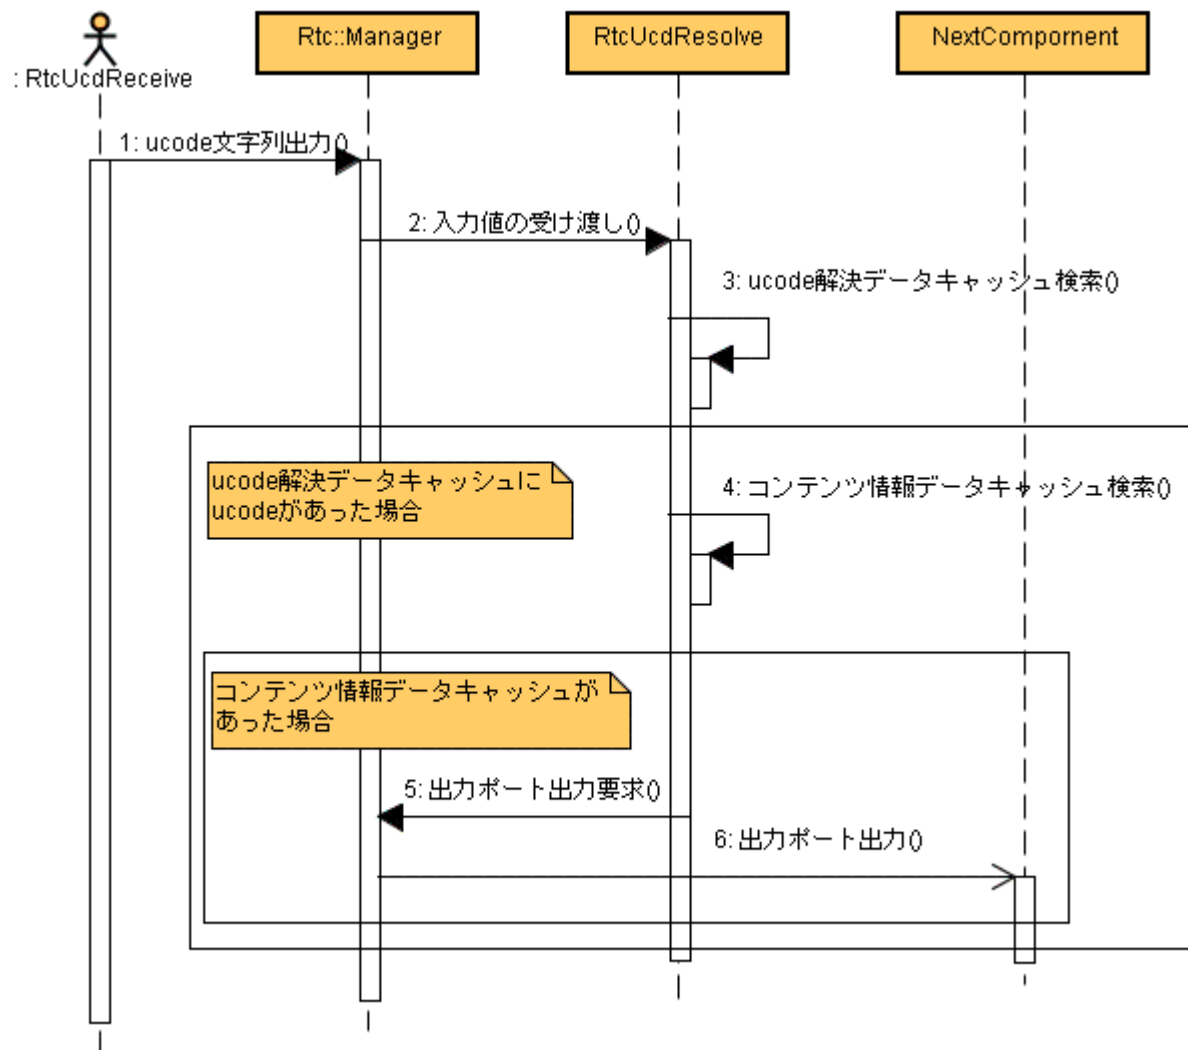 : RtcUcdReceive
Rtc::Manager
RtcUcdResolve
NextCompornent
1: ucode文字列出力()
2: 入力値の受け渡し()
3: ucode解決データキャッシュ検索()
ucode解決データキャッシュに
ucodeがあった場合
4: コンテンツ情報データキャッシュ検索()
コンテンツ情報データキャッシュが
あった場合
5: 出力ポート出力要求()
6: 出力ポート出力()